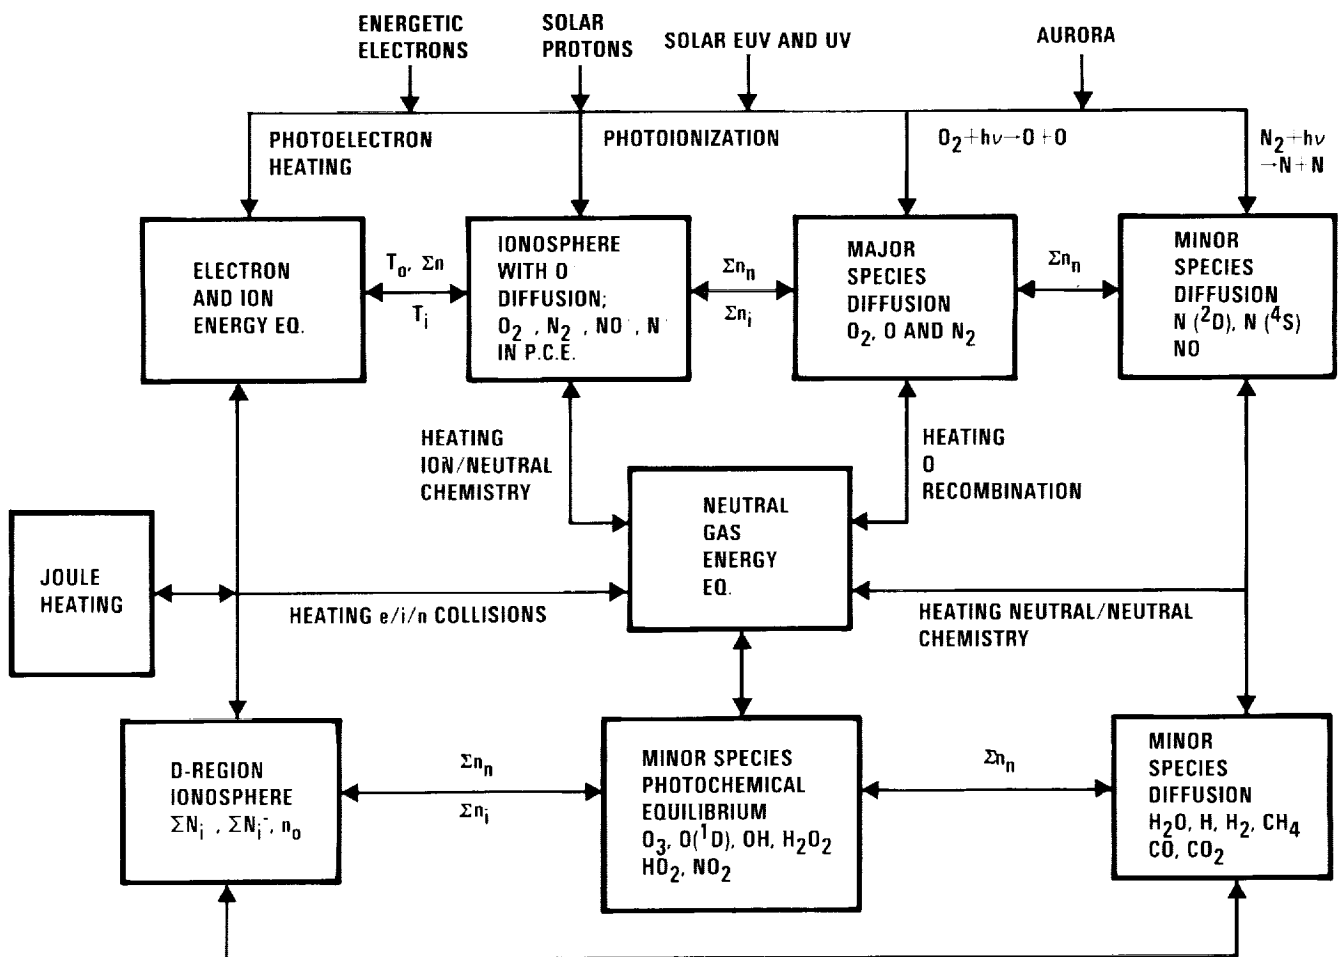 ENERGETIC
ELECTRONS
SOLAR
PROTONS
SOLAR EUV AND UV
AURORA
PHOTOELECTRON
HEATING
PHOTOIONIZATION
O₂+hν→O+O
N₂+hν
→N+N
ELECTRON
AND ION
ENERGY EQ.
Tₒ, Σn
Tᵢ
IONOSPHERE
WITH O
DIFFUSION;
O₂, N₂, NO, N
IN P.C.E.
Σnₙ
Σnᵢ
MAJOR
SPECIES
DIFFUSION
O₂, O AND N₂
Σnₙ
MINOR
SPECIES
DIFFUSION
N (²D), N (⁴S)
NO
HEATING
ION/NEUTRAL
CHEMISTRY
HEATING
O
RECOMBINATION
NEUTRAL
GAS
ENERGY
EQ.
JOULE
HEATING
HEATING e/i/n COLLISIONS
HEATING NEUTRAL/NEUTRAL
CHEMISTRY
D-REGION
IONOSPHERE
ΣNᵢ, ΣNᵢ⁻, nₒ
Σnₙ
Σnᵢ
MINOR SPECIES
PHOTOCHEMICAL
EQUILIBRIUM
O₃, O(¹D), OH, H₂O₂
HO₂, NO₂
Σnₙ
MINOR
SPECIES
DIFFUSION
H₂O, H, H₂, CH₄
CO, CO₂